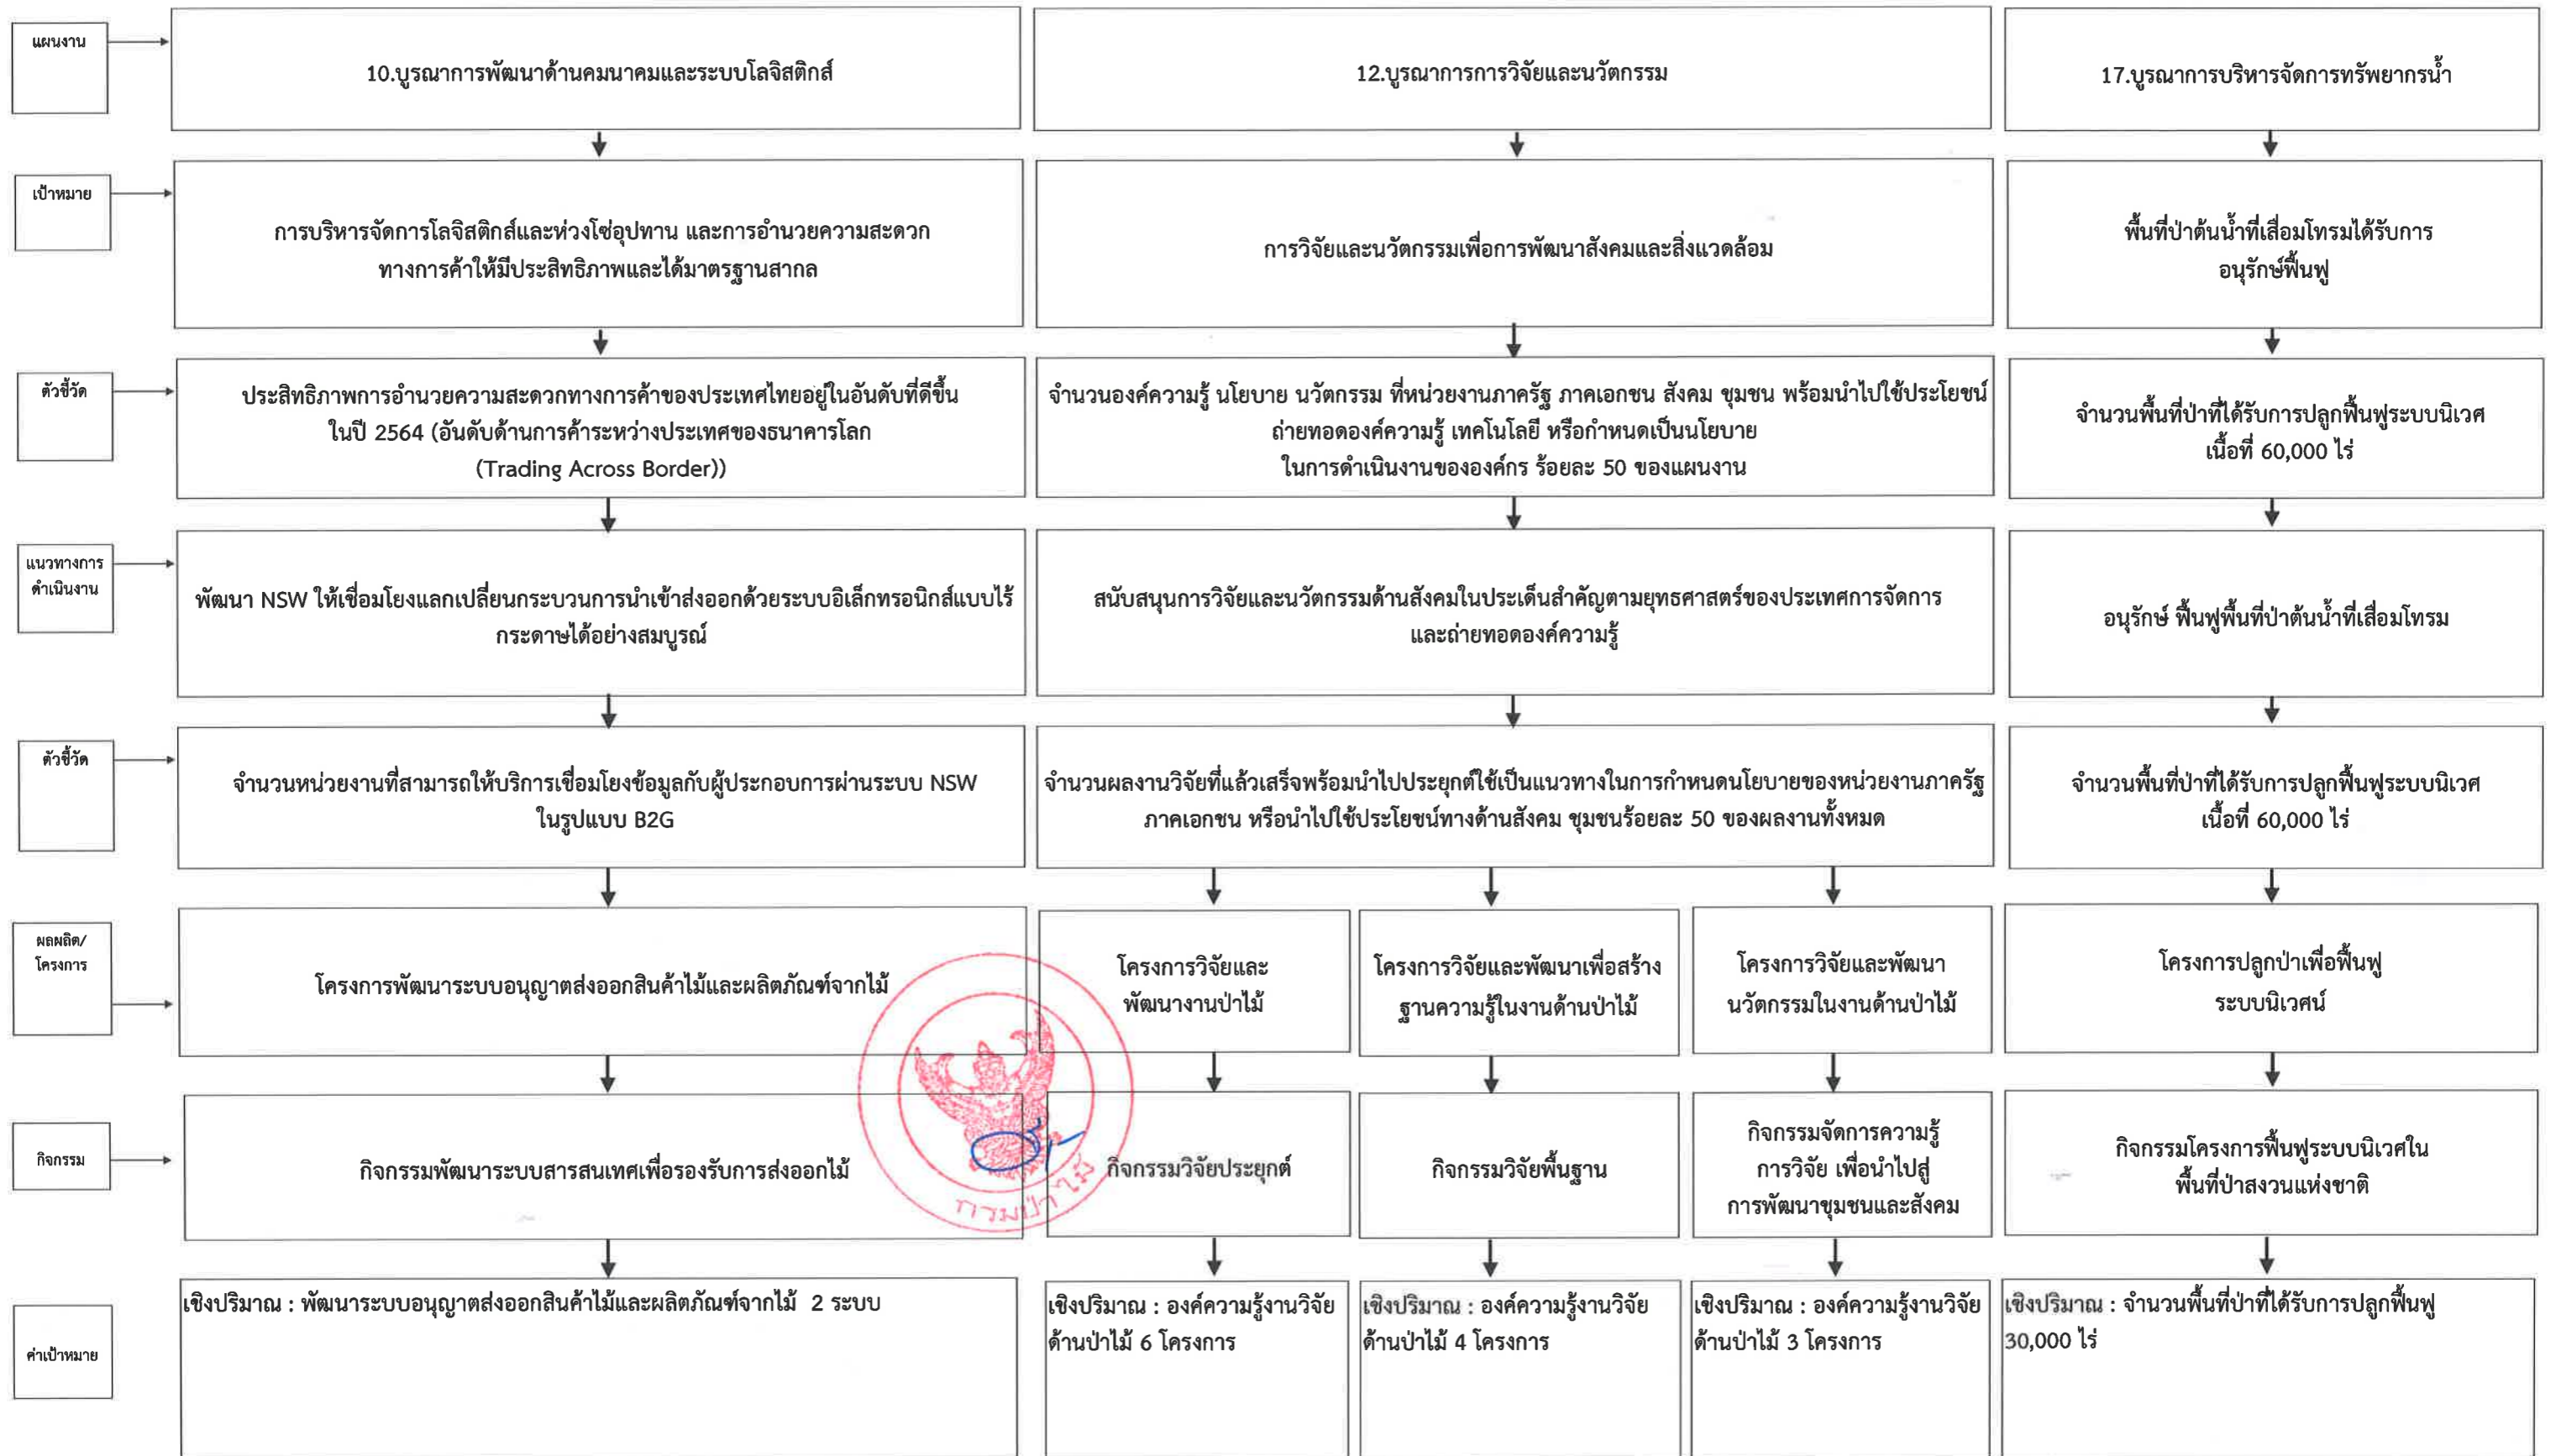 แผนงาน
10.บูรณาการพัฒนาด้านคมนาคมและระบบโลจิสติกส์
12.บูรณาการการวิจัยและนวัตกรรม
17.บูรณาการบริหารจัดการทรัพยากรน้ำ
เป้าหมาย
การบริหารจัดการโลจิสติกส์และห่วงโซ่อุปทาน และการอำนวยความสะดวก
ทางการค้าให้มีประสิทธิภาพและได้มาตรฐานสากล
การวิจัยและนวัตกรรมเพื่อการพัฒนาสังคมและสิ่งแวดล้อม
พื้นที่ป่าต้นน้ำที่เสื่อมโทรมได้รับการ
อนุรักษ์ฟื้นฟู
ตัวชี้วัด
ประสิทธิภาพการอำนวยความสะดวกทางการค้าของประเทศไทยอยู่ในอันดับที่ดีขึ้น
ในปี 2564 (อันดับด้านการค้าระหว่างประเทศของธนาคารโลก
(Trading Across Border))
จำนวนองค์ความรู้ นโยบาย นวัตกรรม ที่หน่วยงานภาครัฐ ภาคเอกชน สังคม ชุมชน พร้อมนำไปใช้ประโยชน์
ถ่ายทอดองค์ความรู้ เทคโนโลยี หรือกำหนดเป็นนโยบาย
ในการดำเนินงานขององค์กร ร้อยละ 50 ของแผนงาน
จำนวนพื้นที่ป่าที่ได้รับการปลูกฟื้นฟูระบบนิเวศ
เนื้อที่ 60,000 ไร่
แนวทางการ
ดำเนินงาน
พัฒนา NSW ให้เชื่อมโยงแลกเปลี่ยนกระบวนการนำเข้าส่งออกด้วยระบบอิเล็กทรอนิกส์แบบไร้
กระดาษได้อย่างสมบูรณ์
สนับสนุนการวิจัยและนวัตกรรมด้านสังคมในประเด็นสำคัญตามยุทธศาสตร์ของประเทศการจัดการ
และถ่ายทอดองค์ความรู้
อนุรักษ์ ฟื้นฟูพื้นที่ป่าต้นน้ำที่เสื่อมโทรม
ตัวชี้วัด
จำนวนหน่วยงานที่สามารถให้บริการเชื่อมโยงข้อมูลกับผู้ประกอบการผ่านระบบ NSW
ในรูปแบบ B2G
จำนวนผลงานวิจัยที่แล้วเสร็จพร้อมนำไปประยุกต์ใช้เป็นแนวทางในการกำหนดนโยบายของหน่วยงานภาครัฐ
ภาคเอกชน หรือนำไปใช้ประโยชน์ทางด้านสังคม ชุมชนร้อยละ 50 ของผลงานทั้งหมด
จำนวนพื้นที่ป่าที่ได้รับการปลูกฟื้นฟูระบบนิเวศ
เนื้อที่ 60,000 ไร่
ผลผลิต/
โครงการ
โครงการพัฒนาระบบอนุญาตส่งออกสินค้าไม้และผลิตภัณฑ์จากไม้
โครงการวิจัยและ
พัฒนางานป่าไม้
โครงการวิจัยและพัฒนาเพื่อสร้าง
ฐานความรู้ในงานด้านป่าไม้
โครงการวิจัยและพัฒนา
นวัตกรรมในงานด้านป่าไม้
โครงการปลูกป่าเพื่อฟื้นฟู
ระบบนิเวศน์
กิจกรรม
กิจกรรมพัฒนาระบบสารสนเทศเพื่อรองรับการส่งออกไม้
กรมป่าไม้
กิจกรรมวิจัยประยุกต์
กิจกรรมวิจัยพื้นฐาน
กิจกรรมจัดการความรู้
การวิจัย เพื่อนำไปสู่
การพัฒนาชุมชนและสังคม
กิจกรรมโครงการฟื้นฟูระบบนิเวศใน
พื้นที่ป่าสงวนแห่งชาติ
ค่าเป้าหมาย
เชิงปริมาณ : พัฒนาระบบอนุญาตส่งออกสินค้าไม้และผลิตภัณฑ์จากไม้ 2 ระบบ
เชิงปริมาณ : องค์ความรู้งานวิจัย
ด้านป่าไม้ 6 โครงการ
เชิงปริมาณ : องค์ความรู้งานวิจัย
ด้านป่าไม้ 4 โครงการ
เชิงปริมาณ : องค์ความรู้งานวิจัย
ด้านป่าไม้ 3 โครงการ
เชิงปริมาณ : จำนวนพื้นที่ป่าที่ได้รับการปลูกฟื้นฟู
30,000 ไร่